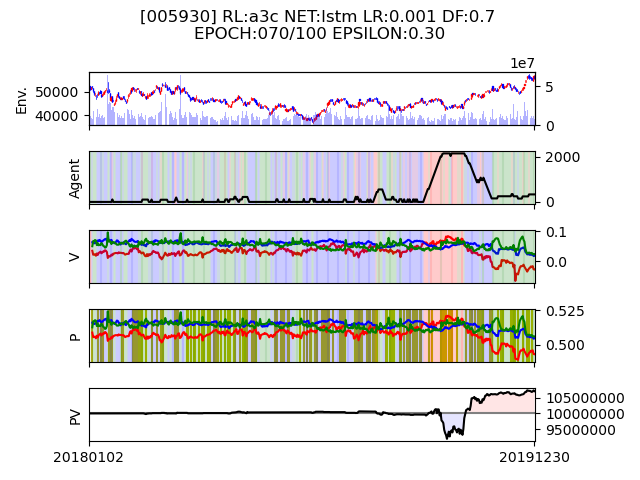 [005930] RL:a3c NET:lstm LR:0.001 DF:0.7
EPOCH:070/100 EPSILON:0.30
1e7
Env.
50000
40000
5
0
Agent
2000
0
V
0.1
0.0
P
0.525
0.500
PV
105000000
100000000
95000000
20180102
20191230